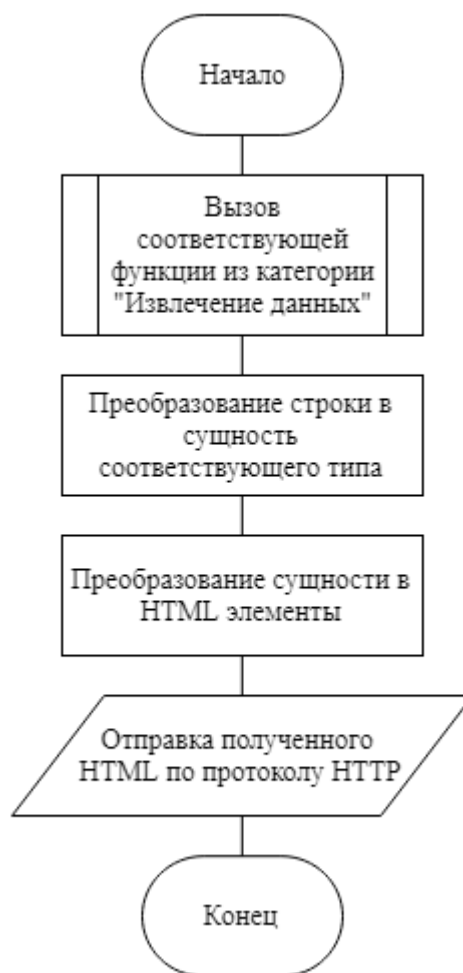 Начало
Вызов
соответствующей
функции из категории
"Извлечение данных"
Преобразование строки в
сущность
соответствующего типа
Преобразование сущности в
HTML элементы
Отправка полученного
HTML по протоколу HTTP
Конец